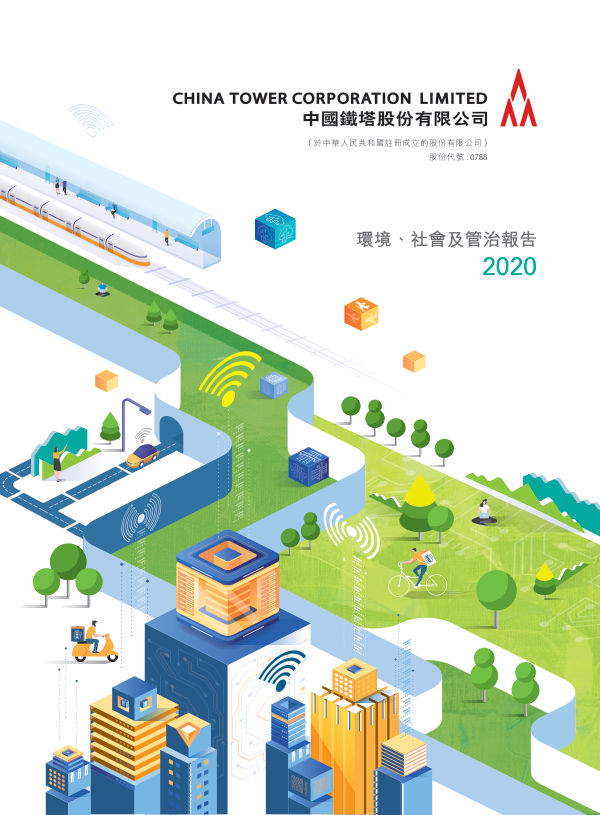 CHINA TOWER CORPORATION LIMITED
中國鐵塔股份有限公司
（於中華人民共和國註冊成立的股份有限公司）
股份代號 : 0788
環境、社會及管治報告
2020